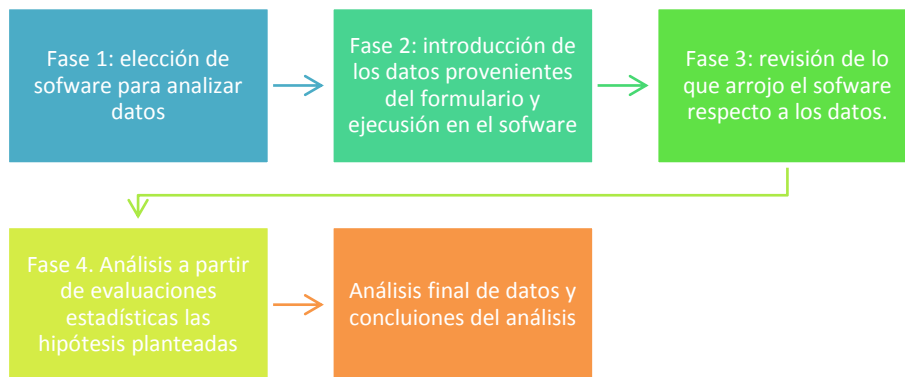 Fase 1: elección de
sofware para analizar
datos
Fase 2: introducción de
los datos provenientes
del formulario y
ejecusión en el sofware
Fase 3: revisión de lo
que arrojo el sofware
respecto a los datos.
Fase 4. Análisis a partir
de evaluaciones
estadísticas las
hipótesis planteadas
Análisis final de datos y
concluiones del análisis